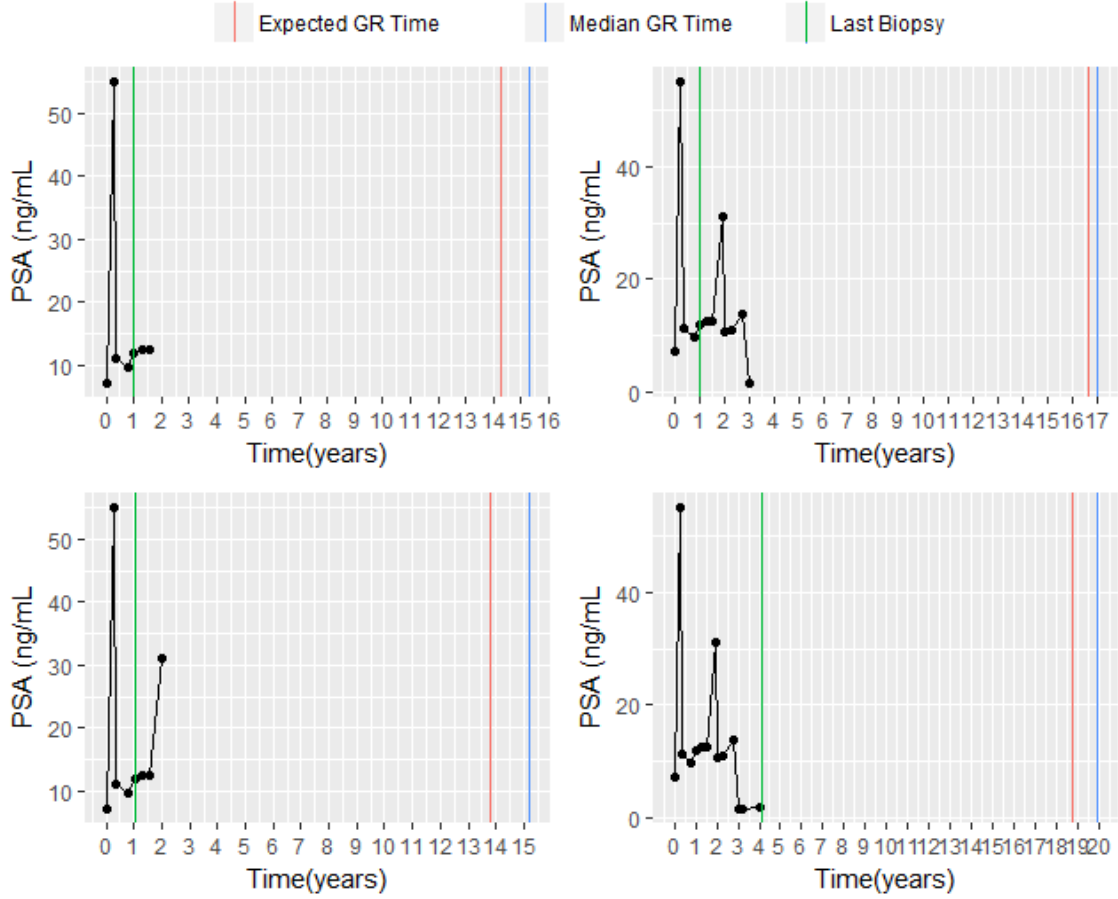 Expected GR Time Median GR Time Last Biopsy
PSA (ng/mL
50
40
30
20
10
0 1 2 3 4 5 6 7 8 9 10 11 12 13 14 15 16
Time(years)
PSA (ng/mL
40
20
0
0 1 2 3 4 5 6 7 8 9 10 11 12 13 14 15 16 17
Time(years)
PSA (ng/mL
50
40
30
20
10
0 1 2 3 4 5 6 7 8 9 10 11 12 13 14 15
Time(years)
PSA (ng/mL
40
20
0
0 1 2 3 4 5 6 7 8 9 10 11 12 13 14 15 16 17 18 19 20
Time(years)